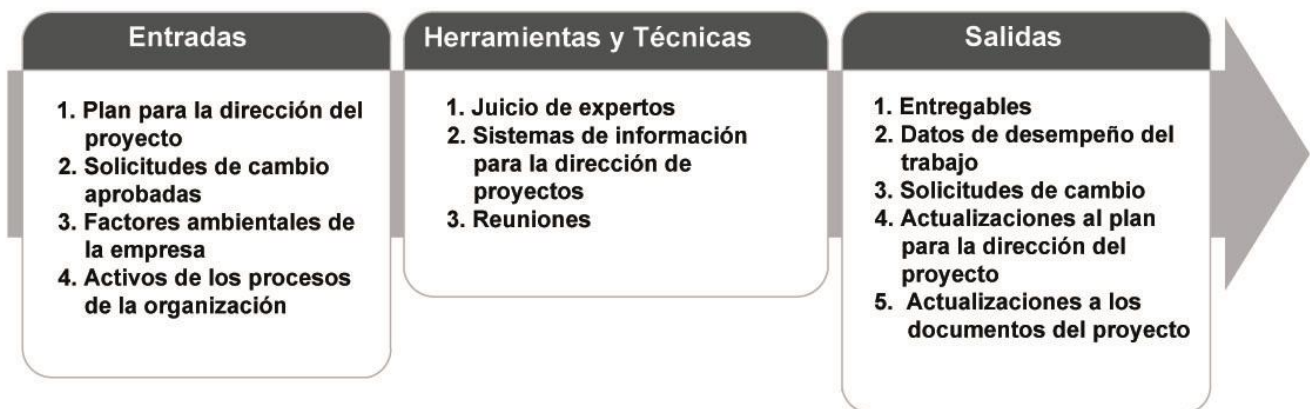 Entradas
1. Plan para la dirección del
proyecto
2. Solicitudes de cambio
aprobadas
3. Factores ambientales de
la empresa
4. Activos de los procesos
de la organización
Herramientas y Técnicas
1. Juicio de expertos
2. Sistemas de información
para la dirección de
proyectos
3. Reuniones
Salidas
1. Entregables
2. Datos de desempeño del
trabajo
3. Solicitudes de cambio
4. Actualizaciones al plan
para la dirección del
proyecto
5. Actualizaciones a los
documentos del proyecto